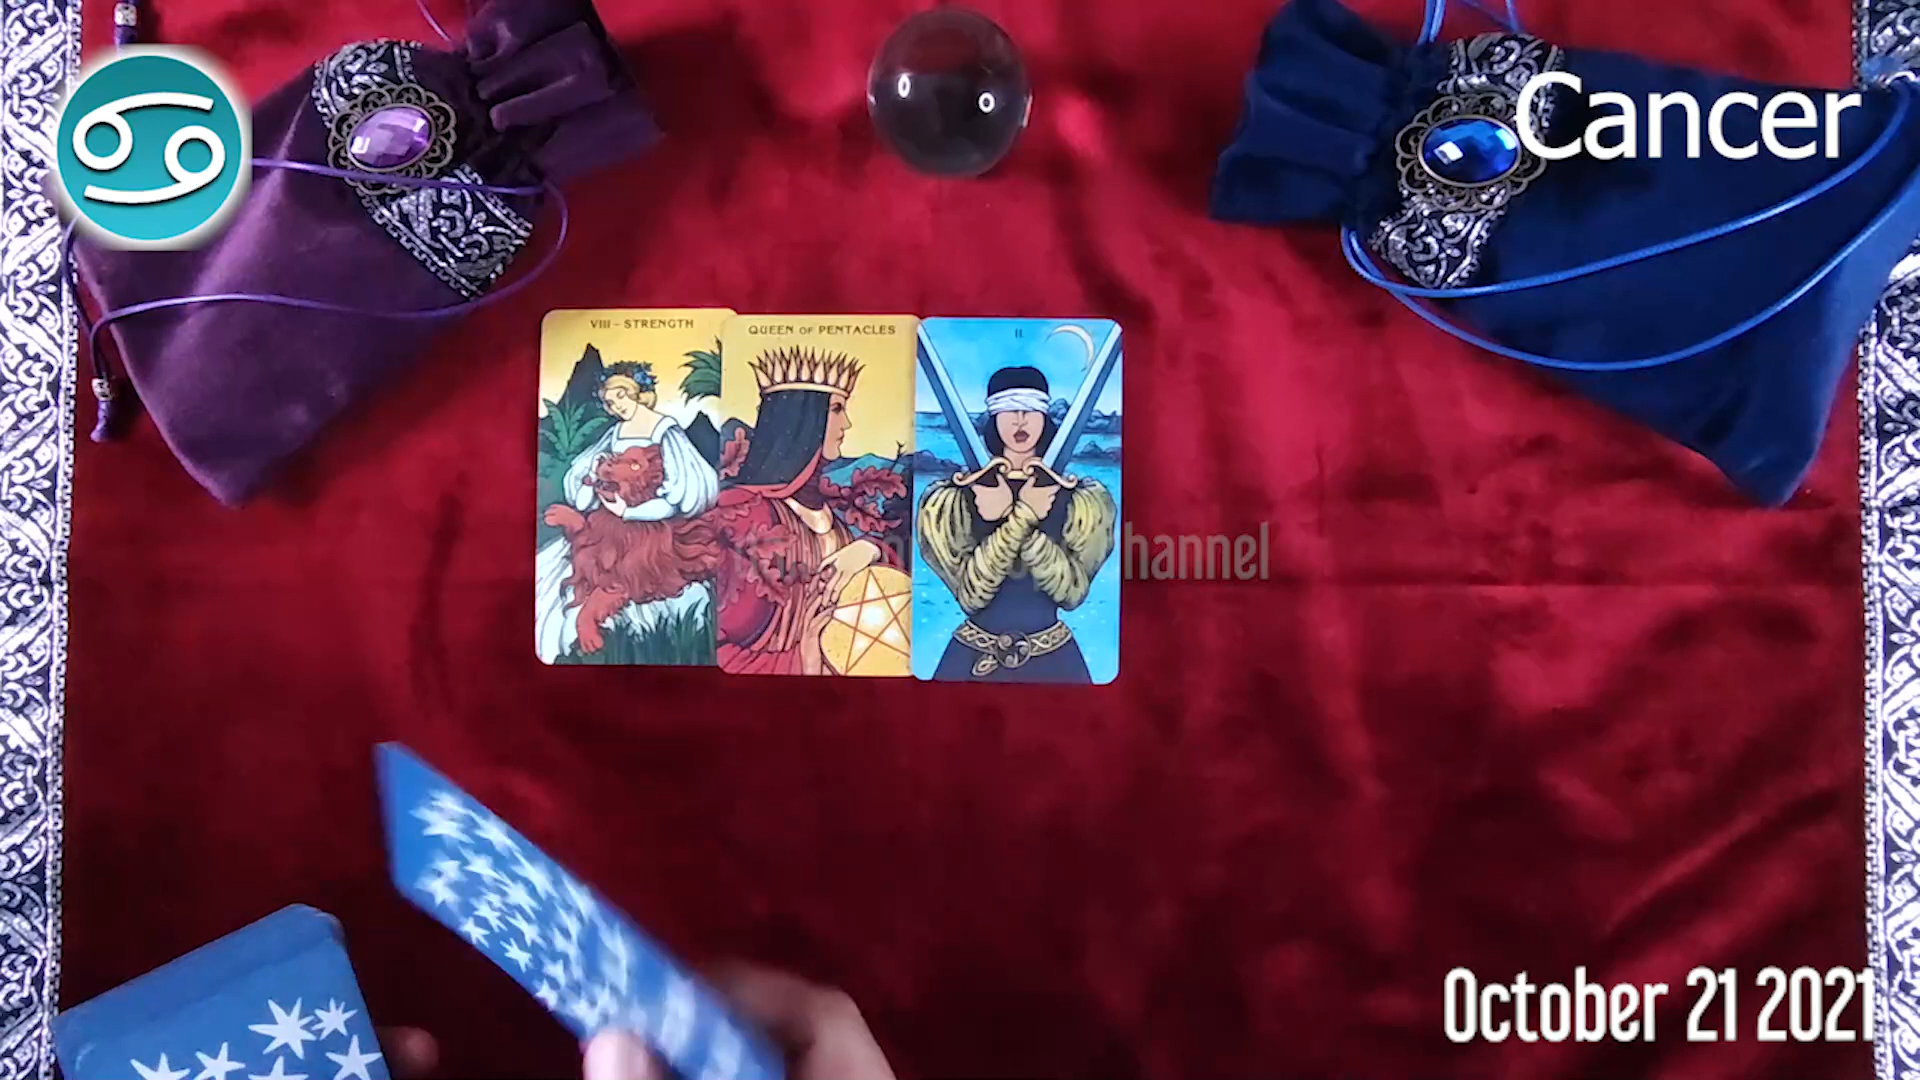 Cancer
VIII – STRENGTH
QUEEN OF PENTACLES
II
hannel
October 21 2021